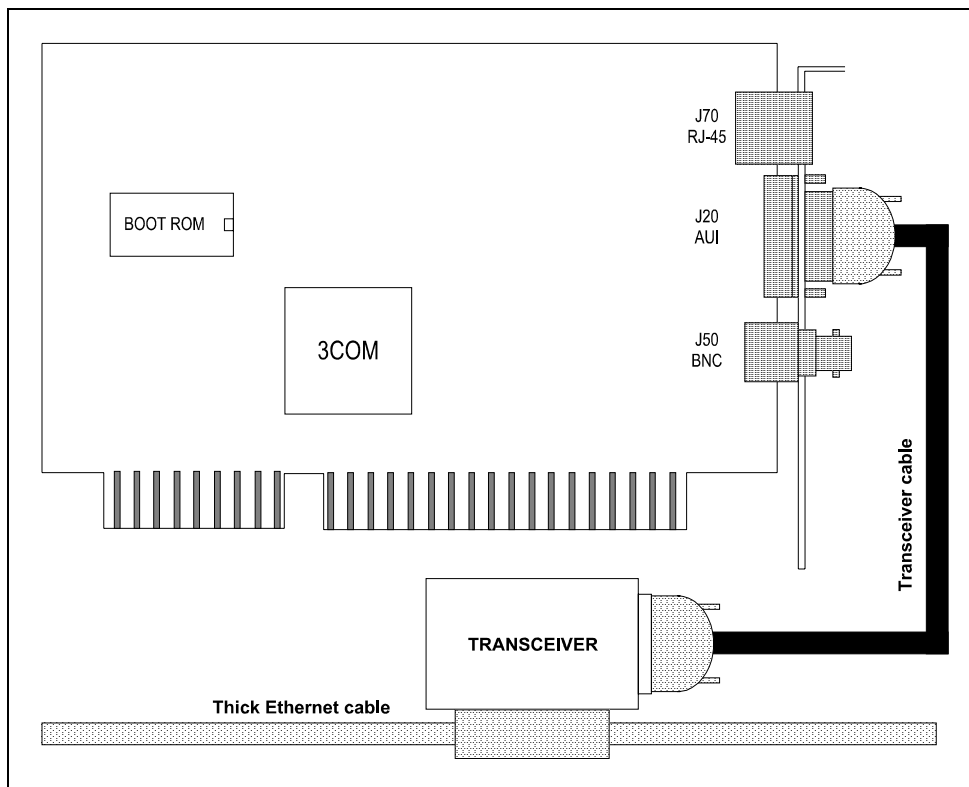 J70
RJ-45
BOOT ROM
J20
AUI
3COM
J50
BNC
Transceiver cable
TRANSCEIVER
Thick Ethernet cable